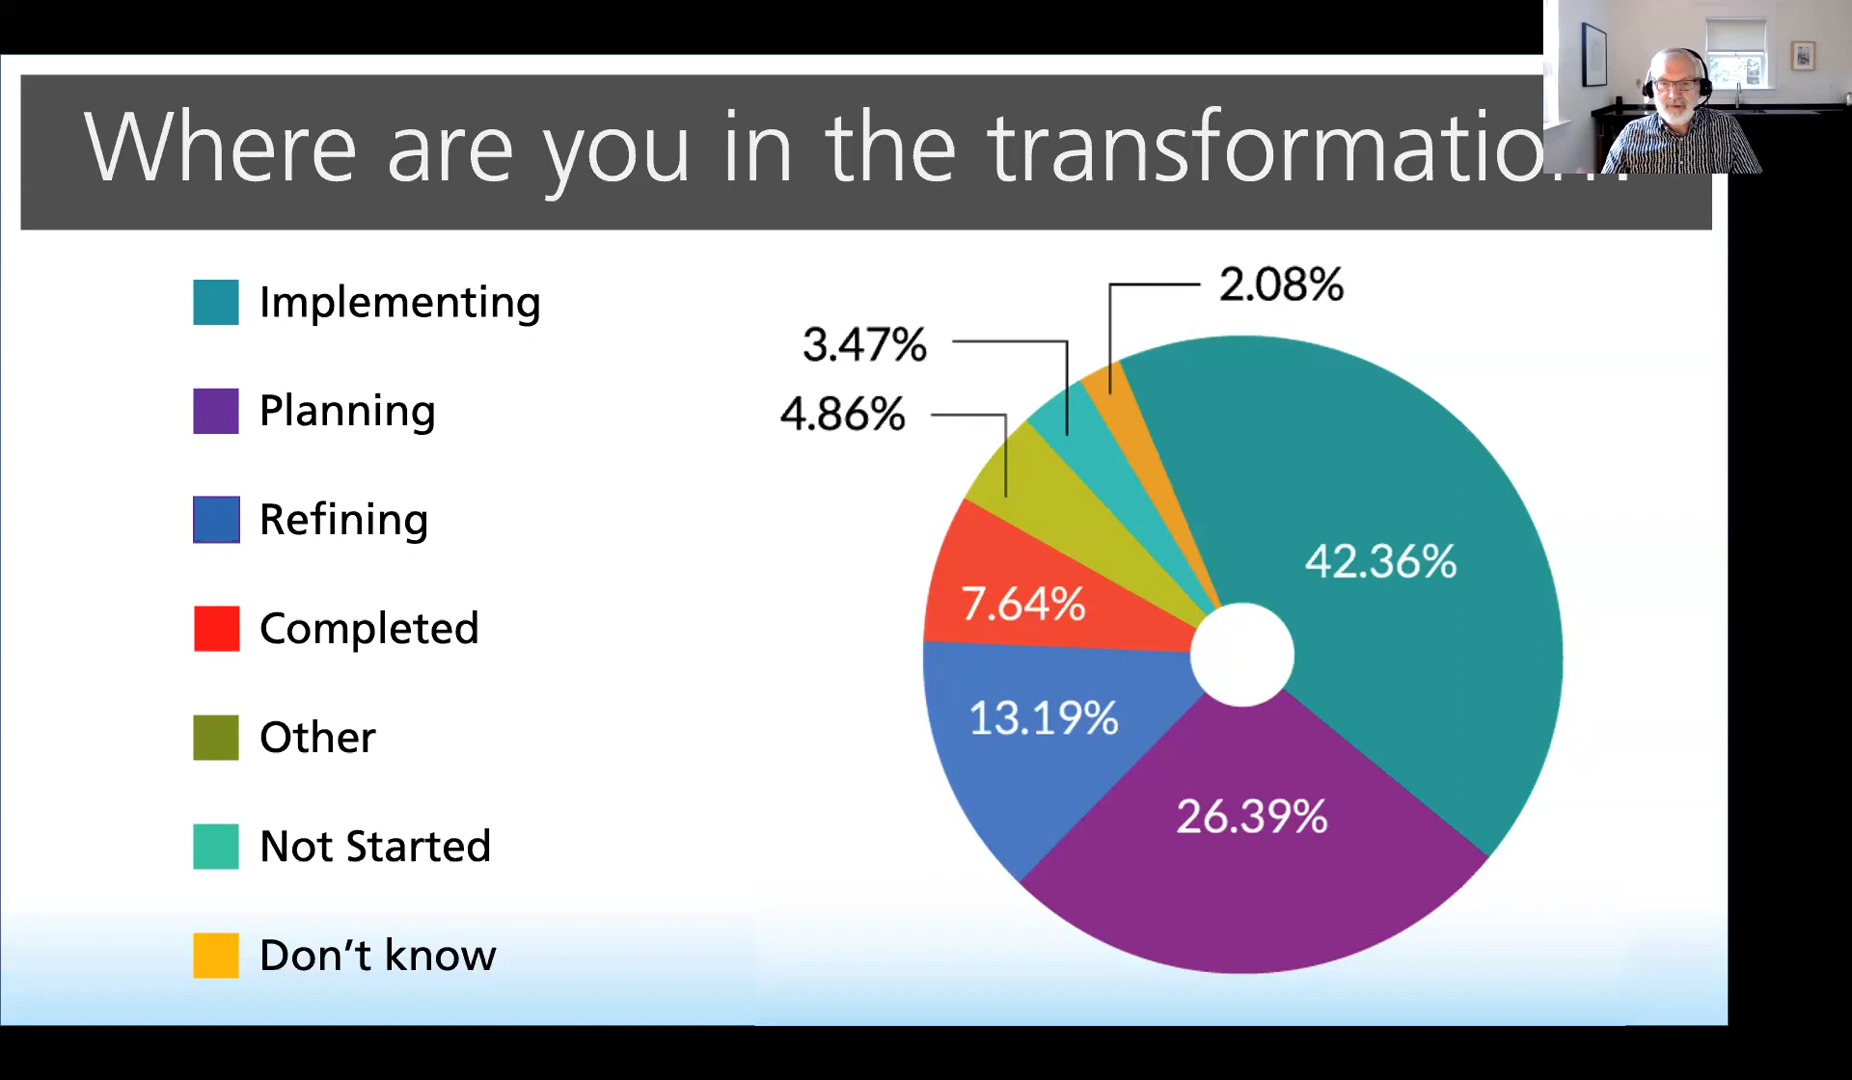 Where are you in the
Implementing
Planning
Refining
Completed
Other
Not Started
Don’t know
2.08%
3.47%
4.86%
42.36%
7.64%
13.19%
26.39%